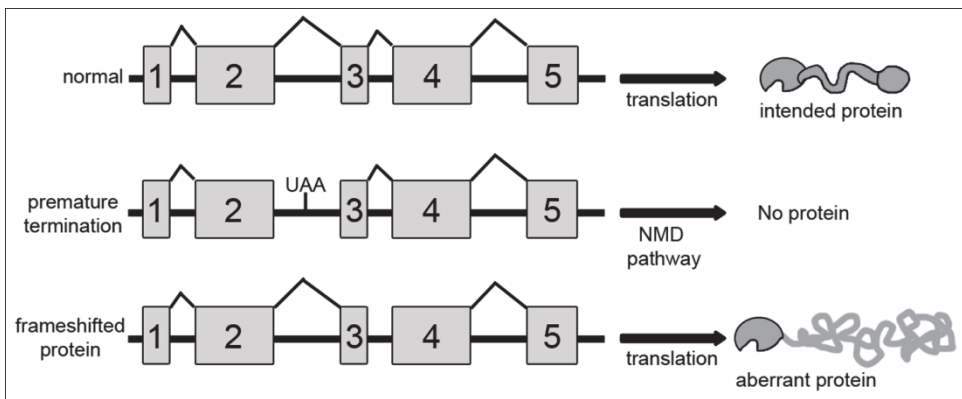 normal
1 2 3 4 5
translation
intended protein
premature
termination
1 2 UAA 3 4 5
NMD
pathway
No protein
frameshifted
protein
1 2 3 4 5
translation
aberrant protein